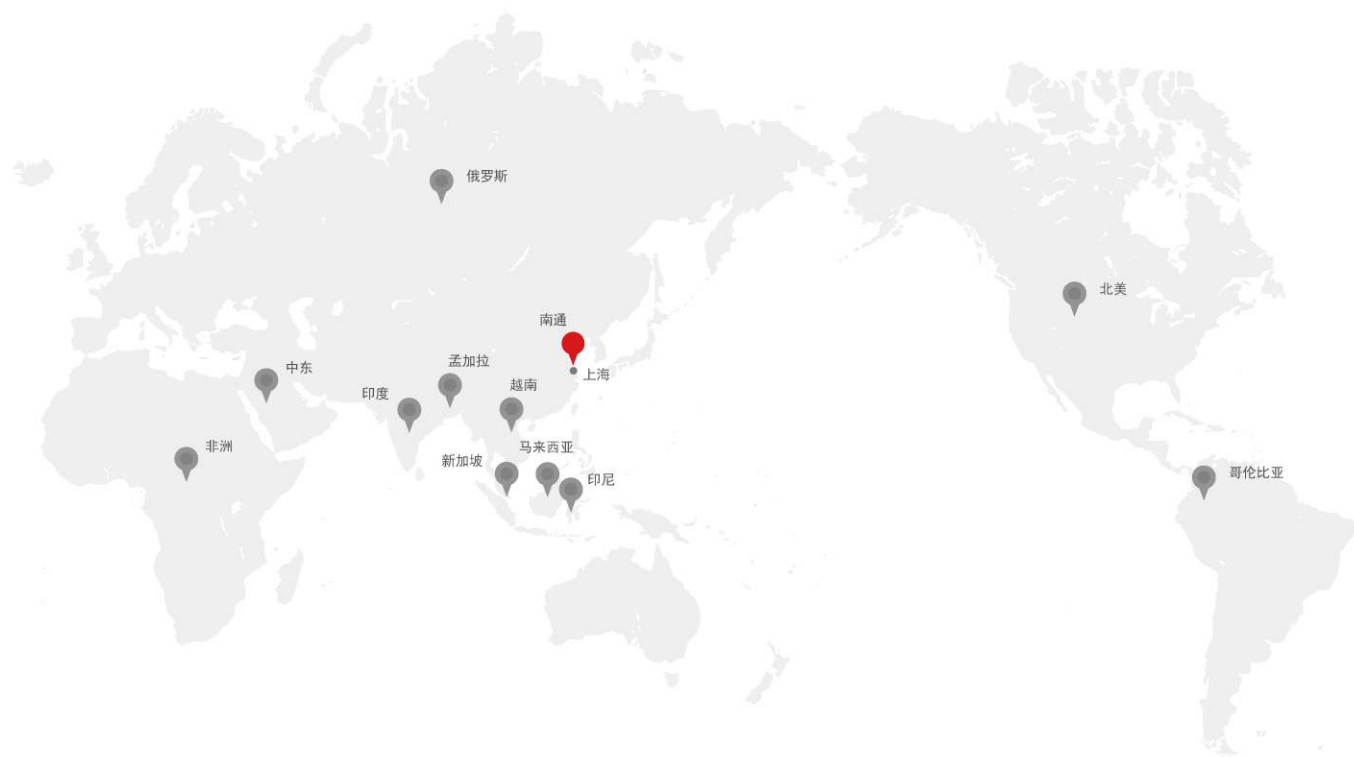 俄罗斯
北美
南通
孟加拉
中东
上海
越南
印度
非洲
马来西亚
新加坡
哥伦比亚
印尼